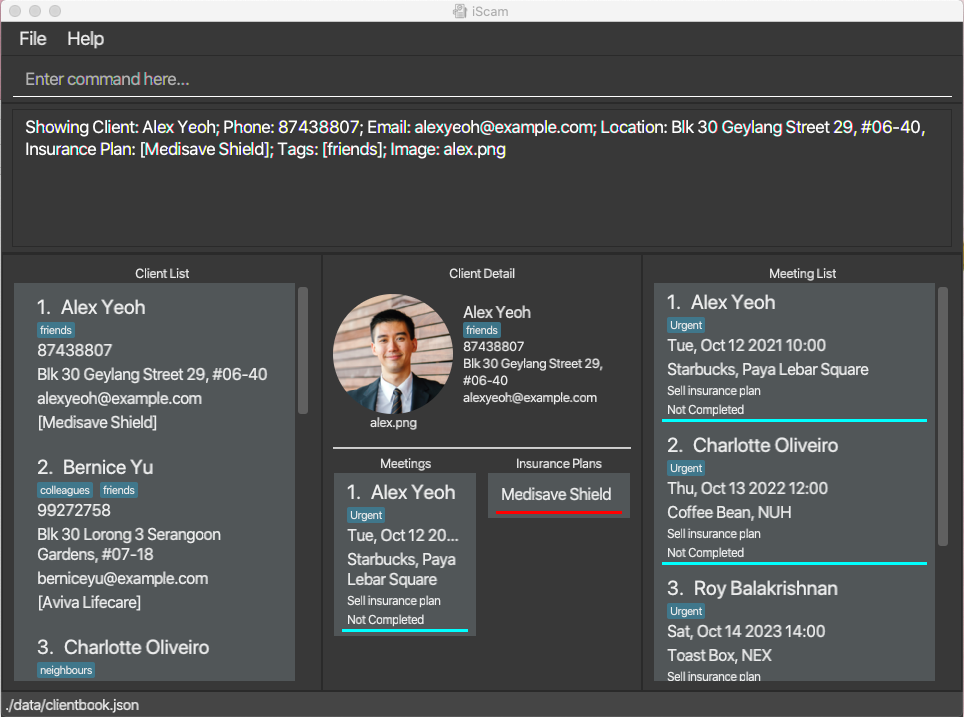 iScam
File Help
Enter command here...
Showing Client: Alex Yeoh; Phone: 87438807; Email: alexyeoh@example.com; Location: Blk 30 Geylang Street 29, #06-40,
Insurance Plan: [Medisave Shield]; Tags: [friends]; Image: alex.png
Client List
1. Alex Yeoh
friends
87438807
Blk 30 Geylang Street 29, #06-40
alexyeoh@example.com
[Medisave Shield]
2. Bernice Yu
colleagues friends
99272758
Blk 30 Lorong 3 Serangoon
Gardens, #07-18
berniceyu@example.com
[Aviva Lifecare]
3. Charlotte Oliveiro
neighbours
Client Detail
Alex Yeoh
friends
87438807
Blk 30 Geylang Street 29,
#06-40
alexyeoh@example.com
alex.png
Meetings
1. Alex Yeoh
Urgent
Tue, Oct 12 20...
Starbucks, Paya
Lebar Square
Sell insurance plan
Not Completed
Insurance Plans
Medisave Shield
Meeting List
1. Alex Yeoh
Urgent
Tue, Oct 12 2021 10:00
Starbucks, Paya Lebar Square
Sell insurance plan
Not Completed
2. Charlotte Oliveiro
Urgent
Thu, Oct 13 2022 12:00
Coffee Bean, NUH
Sell insurance plan
Not Completed
3. Roy Balakrishnan
Urgent
Sat, Oct 14 2023 14:00
Toast Box, NEX
Sell insurance plan
./data/clientbook.json